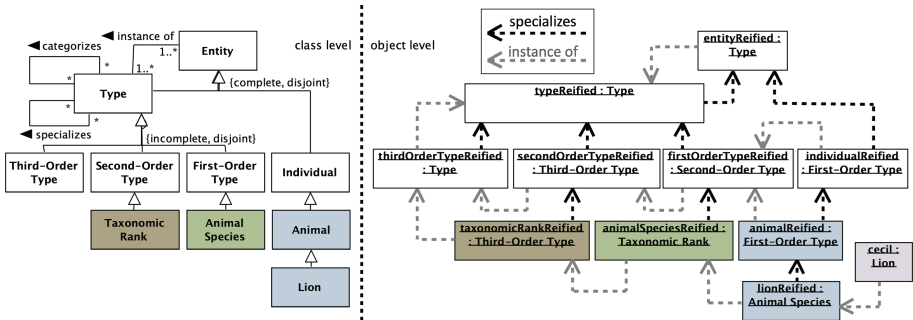 ◀ categorizes
◀ instance of
1..*
Entity
class level
*
*
1..*
Type
{complete, disjoint}
*
*
◀ specializes
{incomplete, disjoint}
Third-Order
Type
Second-Order
Type
First-Order
Type
Individual
Taxonomic
Rank
Animal
Species
Animal
Lion
object level
specializes
instance of
entityReified :
Type
typeReified : Type
thirdOrderTypeReified
: Type
secondOrderTypeReified
: Third-Order Type
firstOrderTypeReified
: Second-Order Type
individualReified
: First-Order Type
taxonomicRankReified
: Third-Order Type
animalSpeciesReified :
Taxonomic Rank
animalReified :
First-Order Type
cecil :
Lion
lionReified :
Animal Species